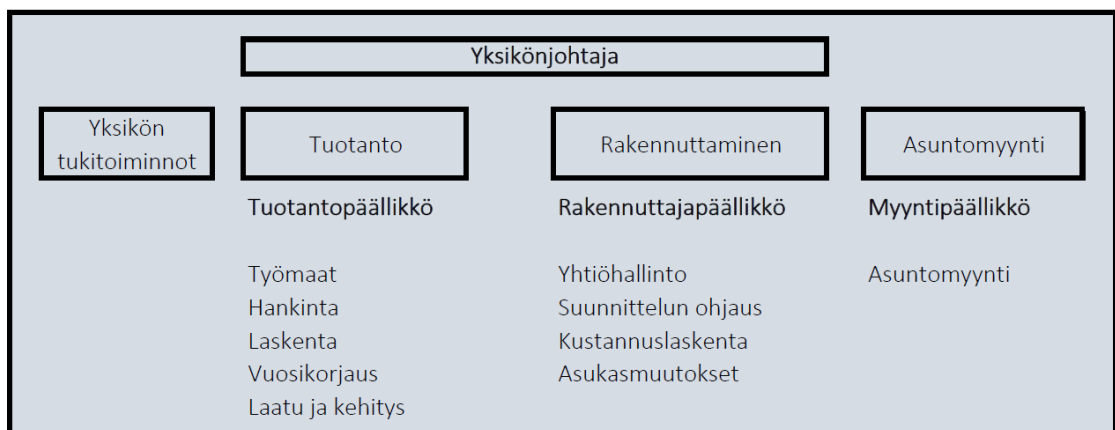 Yksikönjohtaja
Yksikön
tukitoiminnot
Tuotanto
Rakennuttaminen
Asuntomyynti
Tuotantopäällikkö
Rakennuttajapäällikkö
Myyntipäällikkö
Työmaat
Yhtiöhallinto
Asuntomyynti
Hankinta
Suunnittelun ohjaus
Laskenta
Kustannuslaskenta
Vuosikorjaus
Asukasmuutokset
Laatu ja kehitys